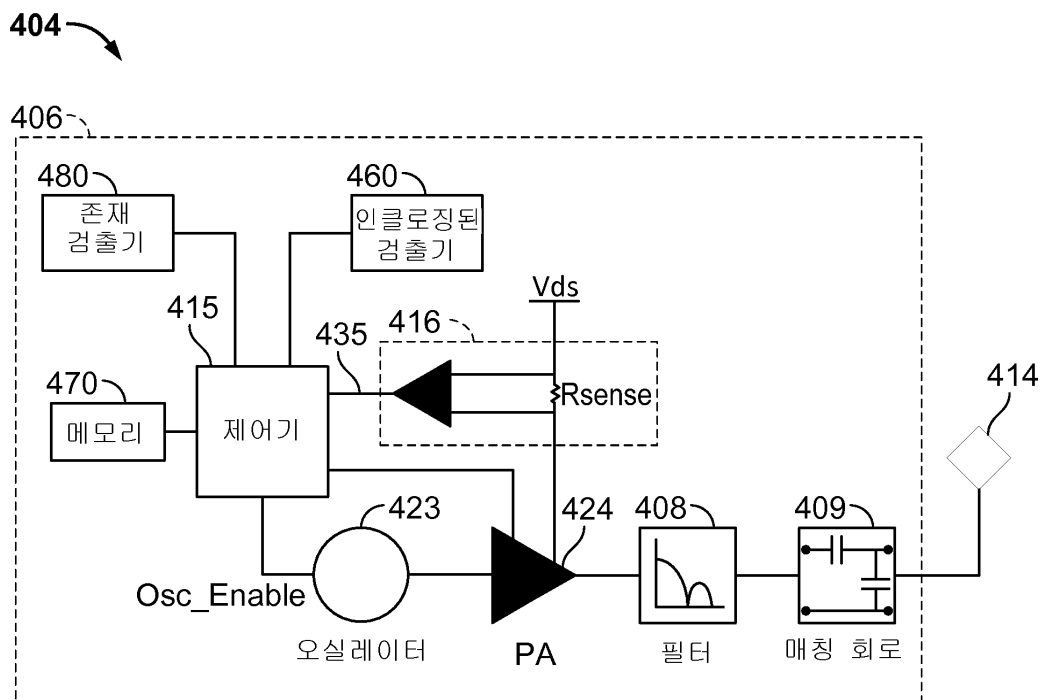 404
406
480
460
존재
검출기
인클로징된
검출기
Vds
415
435
416
Rsense
414
470
메모리
제어기
423
424
408
409
Osc_Enable
오실레이터
PA
필터
매칭 회로